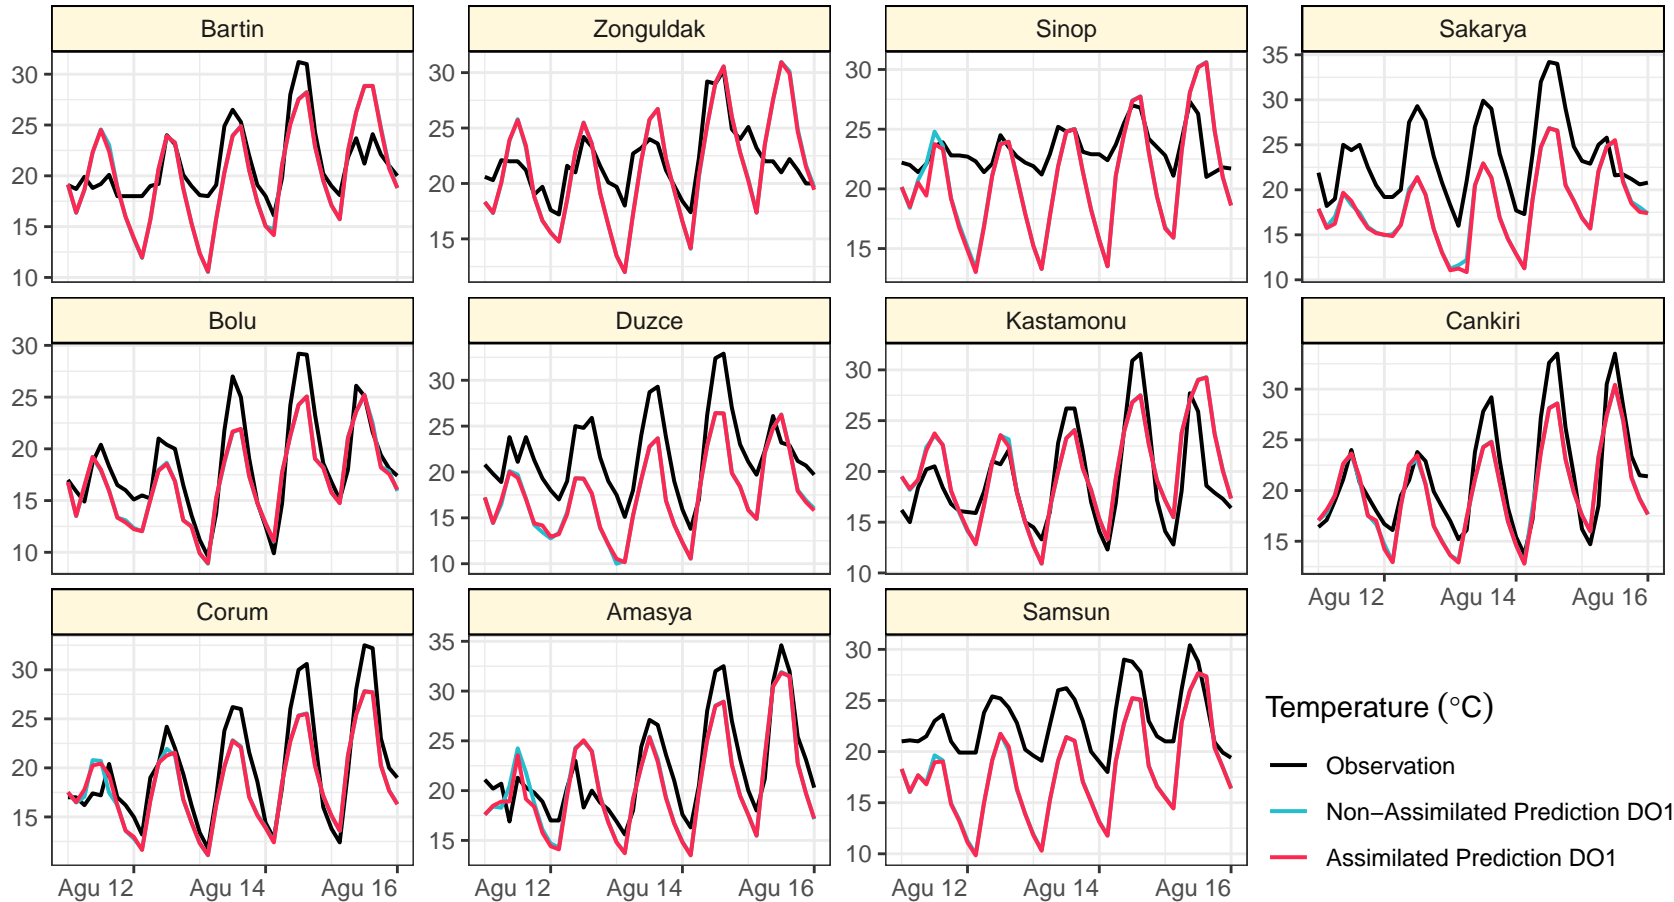 Bartin Zonguldak Sinop Sakarya
30 25 20 15 10
30 25 20 15
30 25 20 15
35 30 25 20 15 10
Bolu Duzce Kastamonu Cankiri
30 25 20 15 10
30 25 20 15 10
30 25 20 15 10
30 25 20 15
Agu 12 Agu 14 Agu 16
Corum Amasya Samsun
30 25 20 15
35 30 25 20 15
30 25 20 15 10
Agu 12 Agu 14 Agu 16
Agu 12 Agu 14 Agu 16
Agu 12 Agu 14 Agu 16
Temperature (°C)
Observation
Non−Assimilated Prediction DO1
Assimilated Prediction DO1